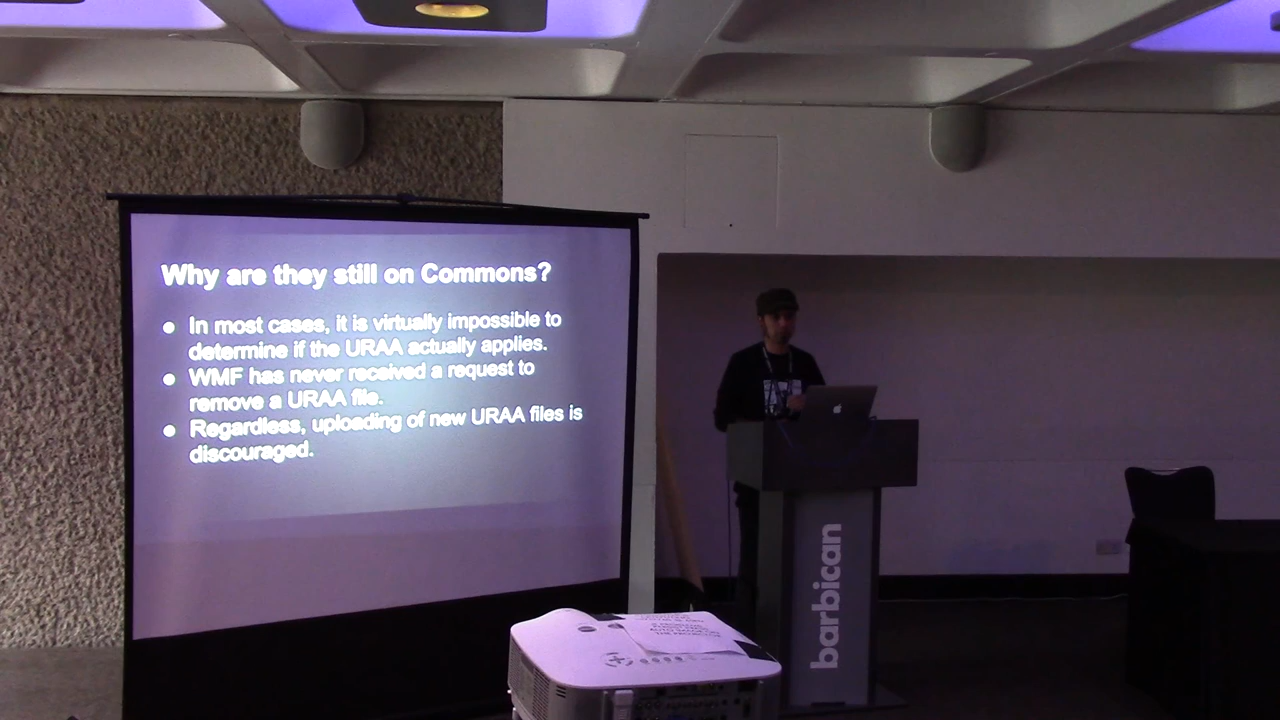 Why are they still on Commons?
● In most cases, it is virtually impossible to
determine if the URAA actually applies.
● WMF has never received a request to
remove a URAA file.
● Regardless, uploading of new URAA files is
discouraged.
barbican